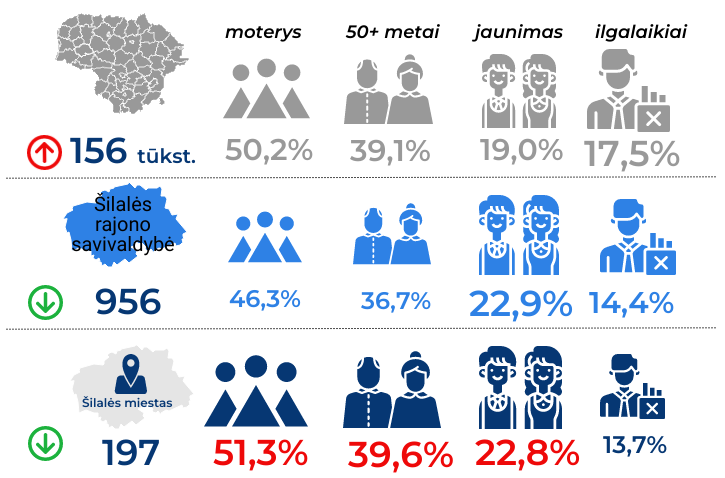 moterys 50+ metai jaunimas ilgalaikiai
156 tūkst. 50,2% 39,1% 19,0% 17,5%
Šilalės
rajono
savivaldybė
956 46,3% 36,7% 22,9% 14,4%
Šilalės miestas
197 51,3% 39,6% 22,8% 13,7%